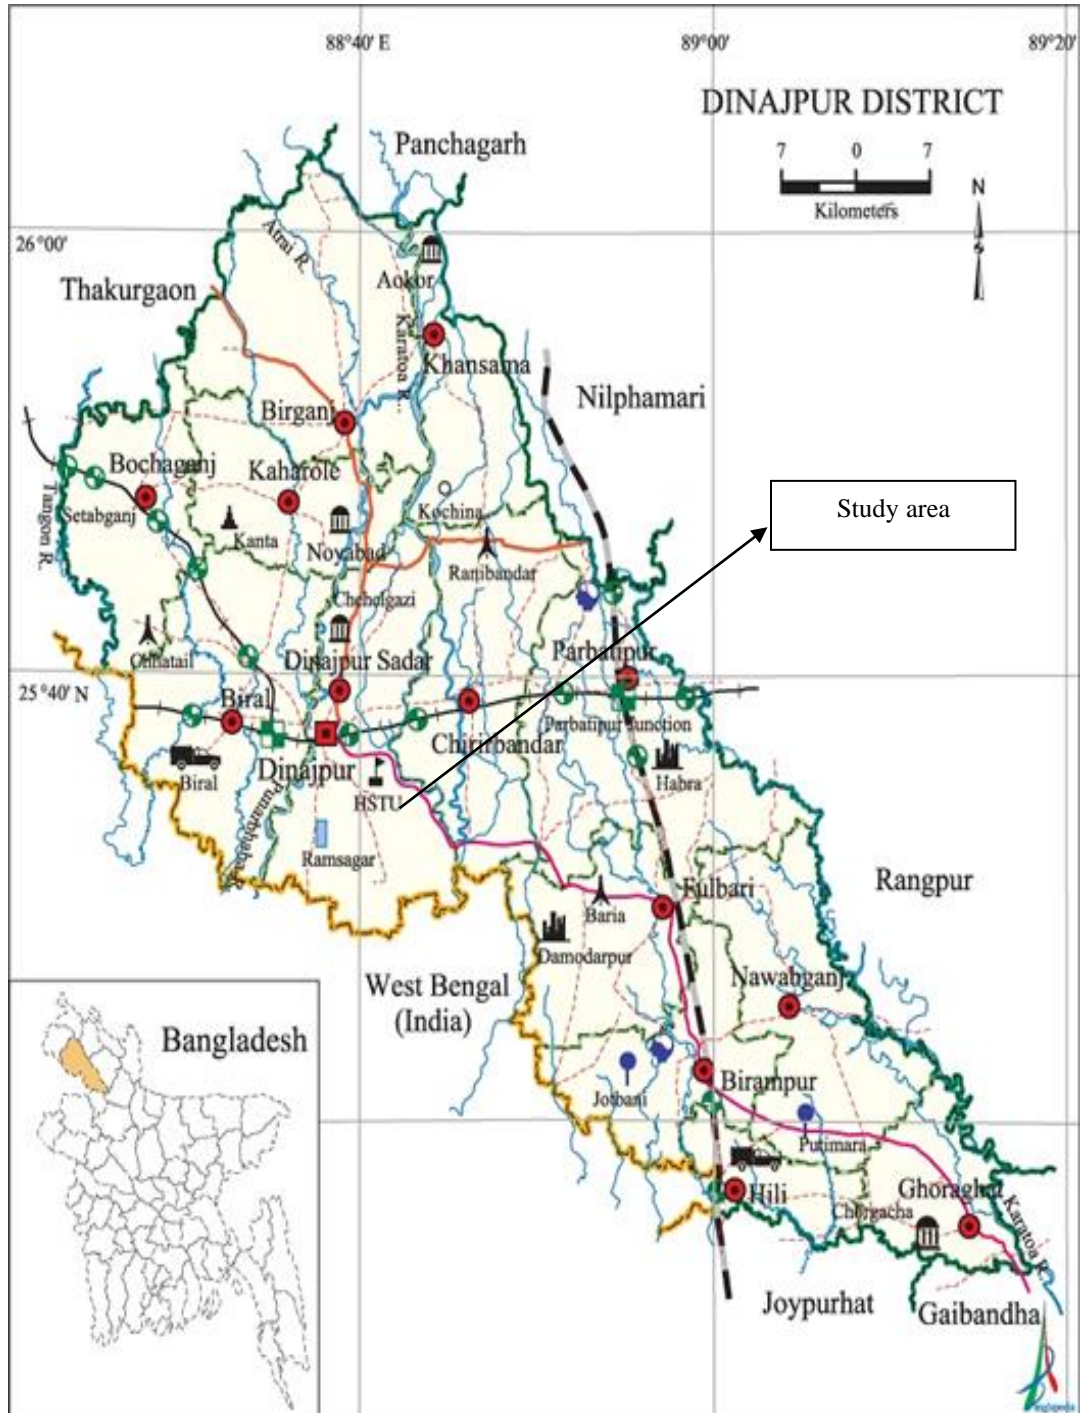 88°40' E
89°00'
89°20'
DINAJPUR DISTRICT
7 0 7
Kilometers
N
Panchagarh
26°00'
Atrai R.
Aokor
Thakurgaon
Karatoa R.
Khansama
Nilphamari
Birganj
Bochaganj
Kaharole
Setabganj
Kanta
Noyabad
Kochina
Study area
Tangon R.
Ranibandar
Chehelgazi
Chhatail
Dinajpur Sadar
Parbatipur
25°40' N
Biral
Chirirbandar
Parbatipur Junction
Biral
Dinajpur
HSTU
Habra
Punarbhaba R.
Ramsagar
Rangpur
Fulbari
Baria
Damodarpur
West Bengal
(India)
Nawabganj
Bangladesh
Jotbani
Birampur
Putimara
Hili
Ghoraghat
Chorgacha
Karatoa R.
Joypurhat
Gaibandha